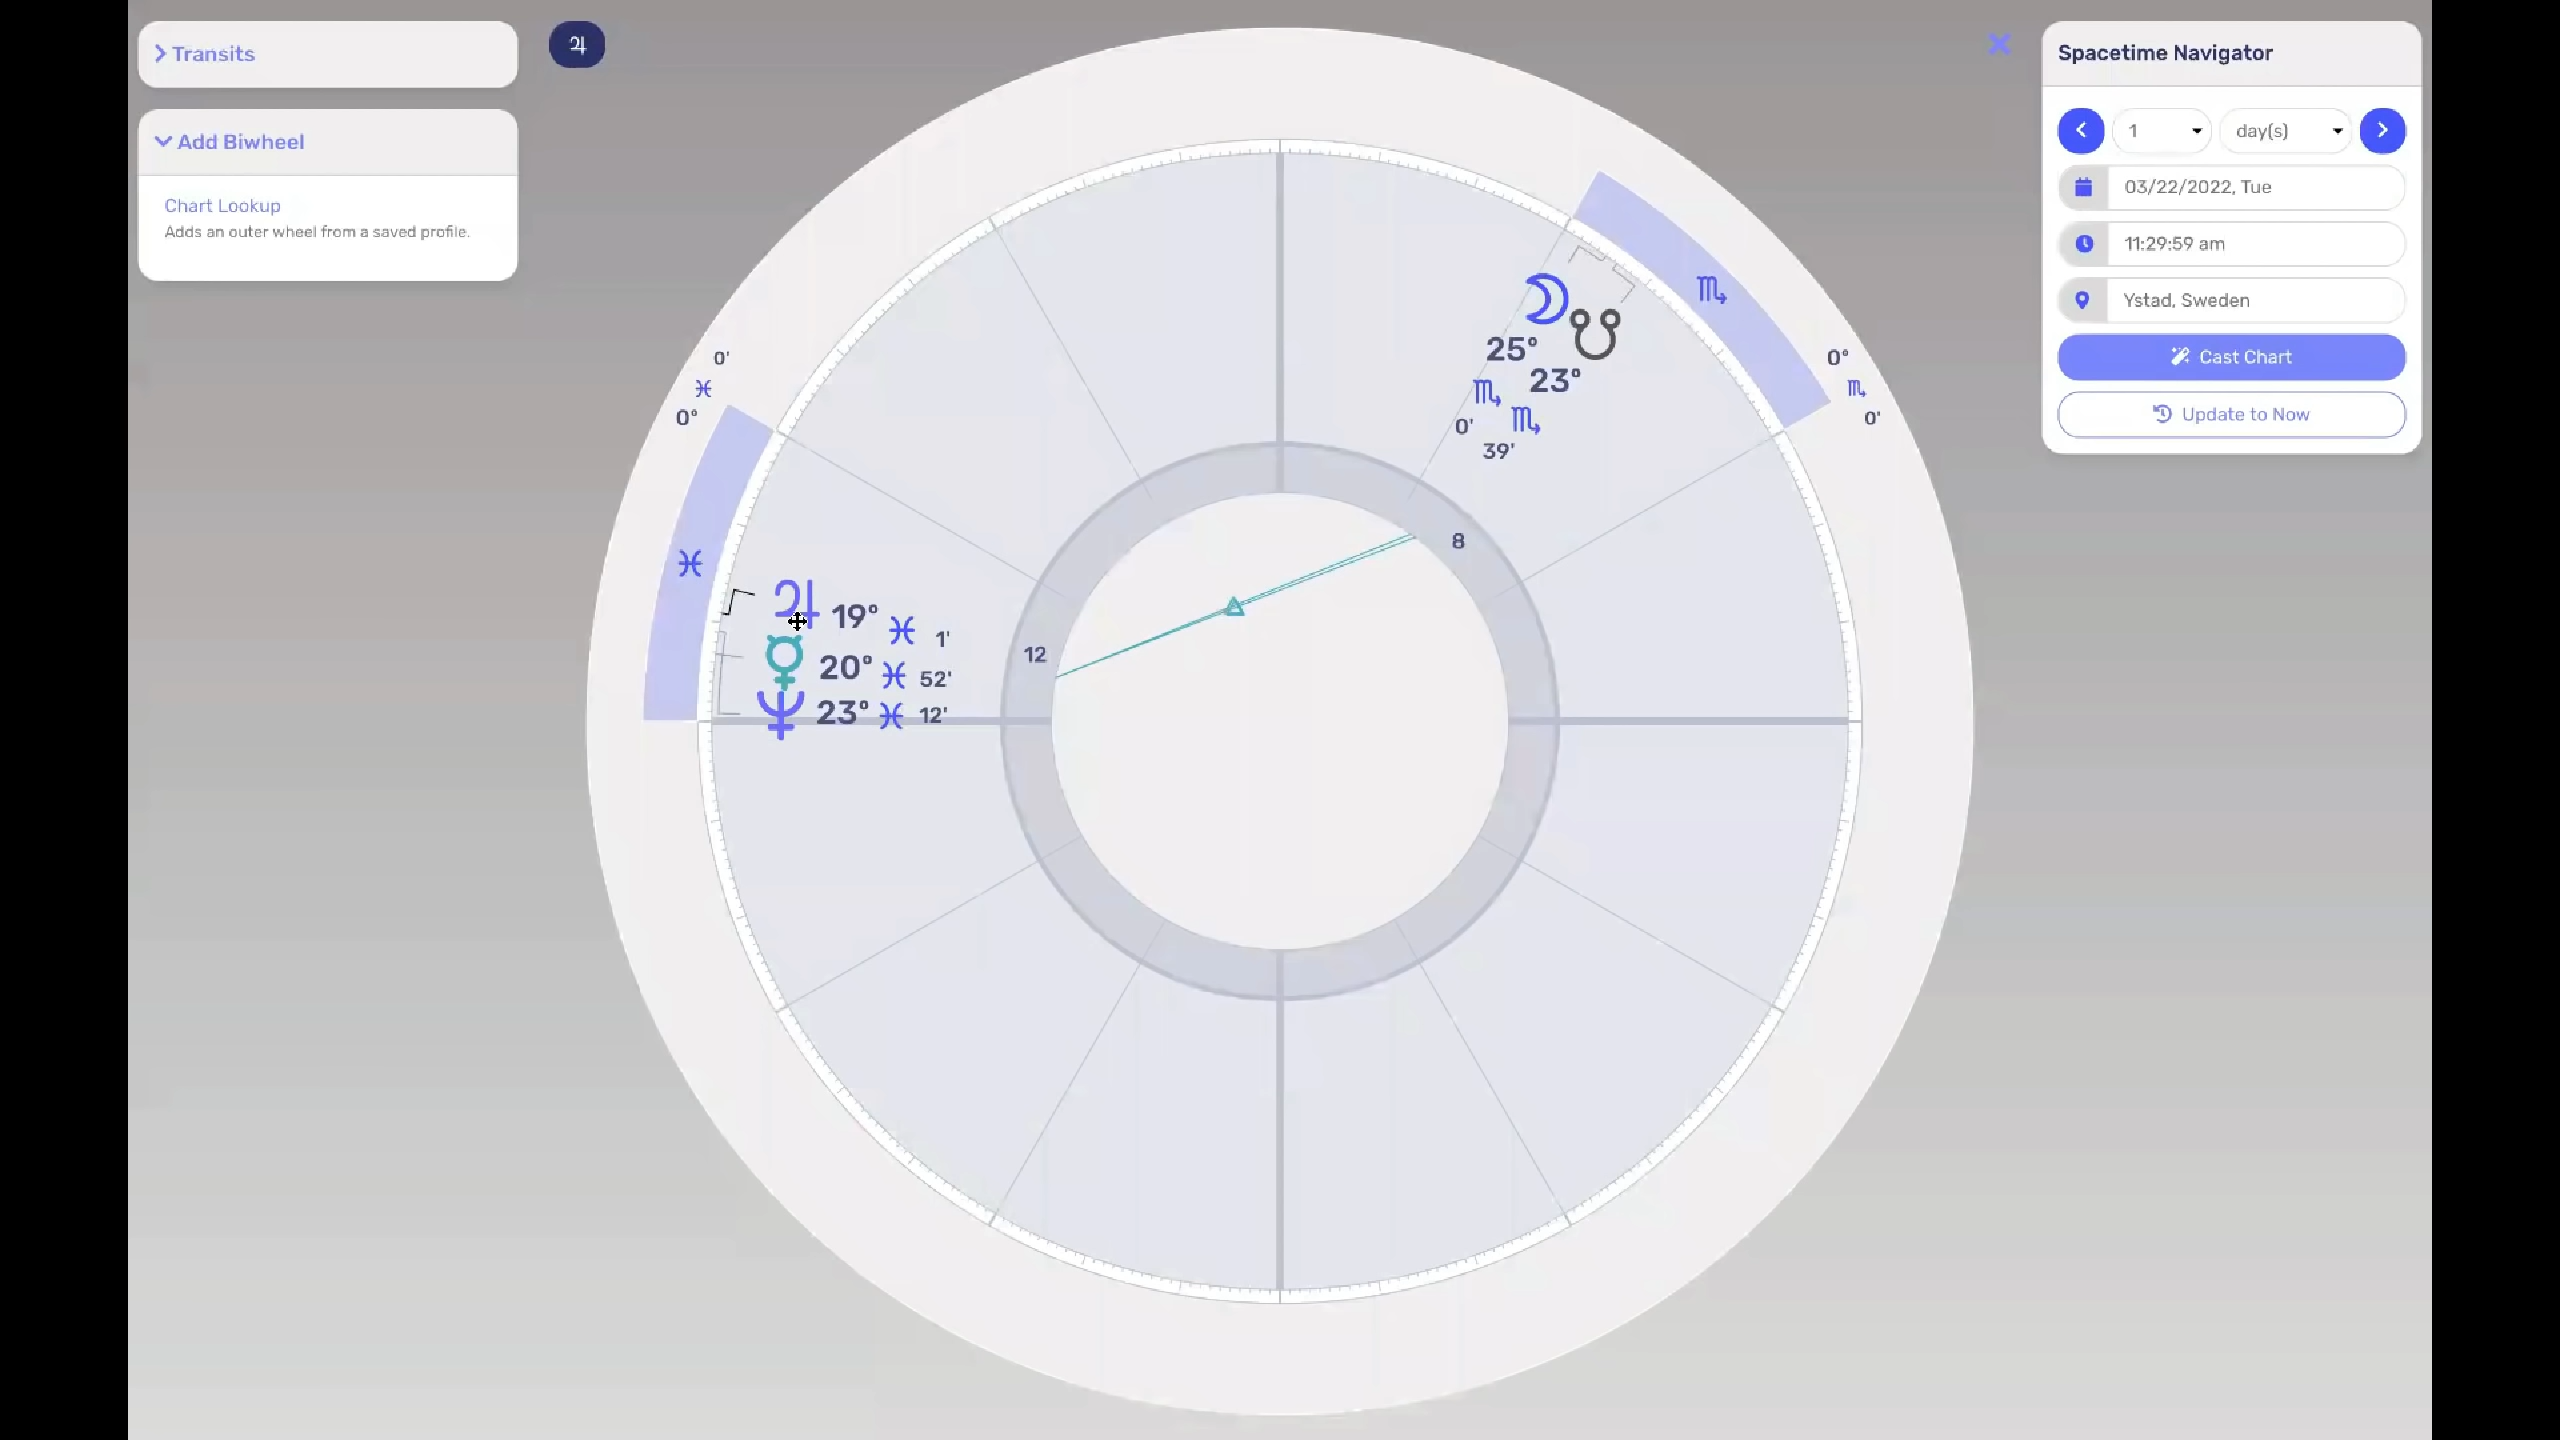 Transits
♃
Add Biwheel
Chart Lookup
Adds an outer wheel from a saved profile.
Spacetime Navigator
1 day(s)
03/22/2022, Tue
11:29:59 am
Ystad, Sweden
Cast Chart
Update to Now
0'
♓
0°
♓
♏
0°
♏
0'
☽ 25° ♏ 0'
☋ 23° ♏ 39'
8
12
♃ 19° ♓ 1'
☿ 20° ♓ 52'
♆ 23° ♓ 12'